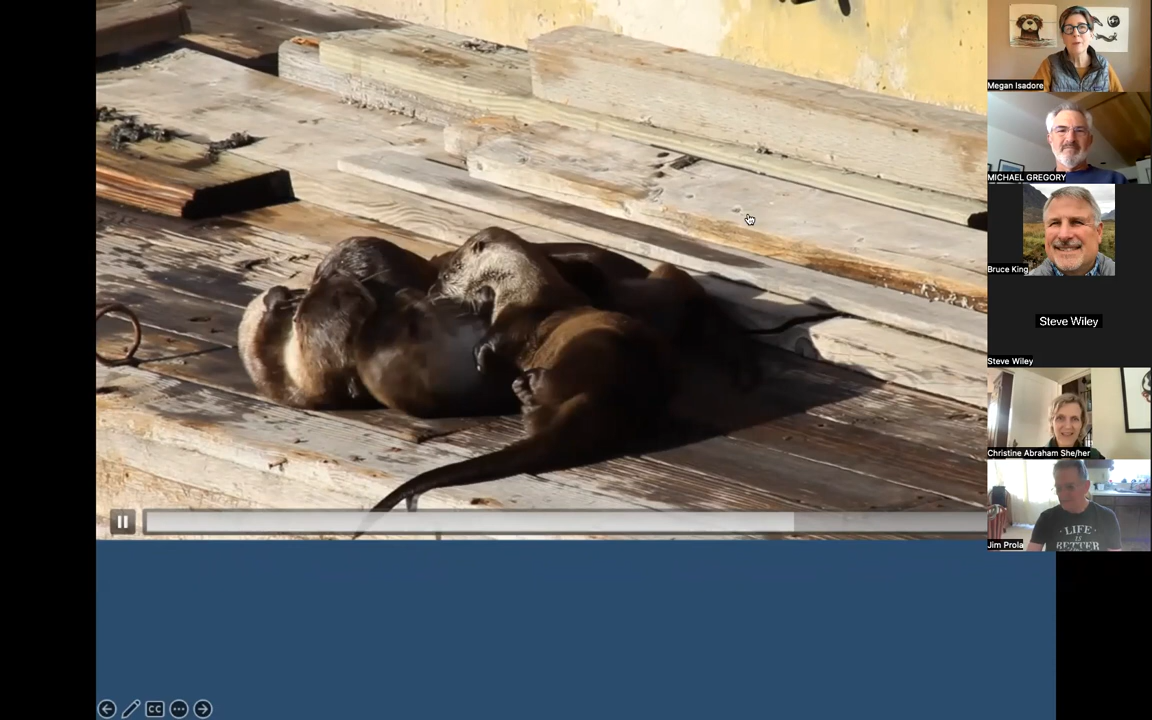 Megan Isadore
MICHAEL GREGORY
Bruce King
Steve Wiley
Steve Wiley
Christine Abraham She/her
Jim Prola
LIFE
IS
BETTER
CC